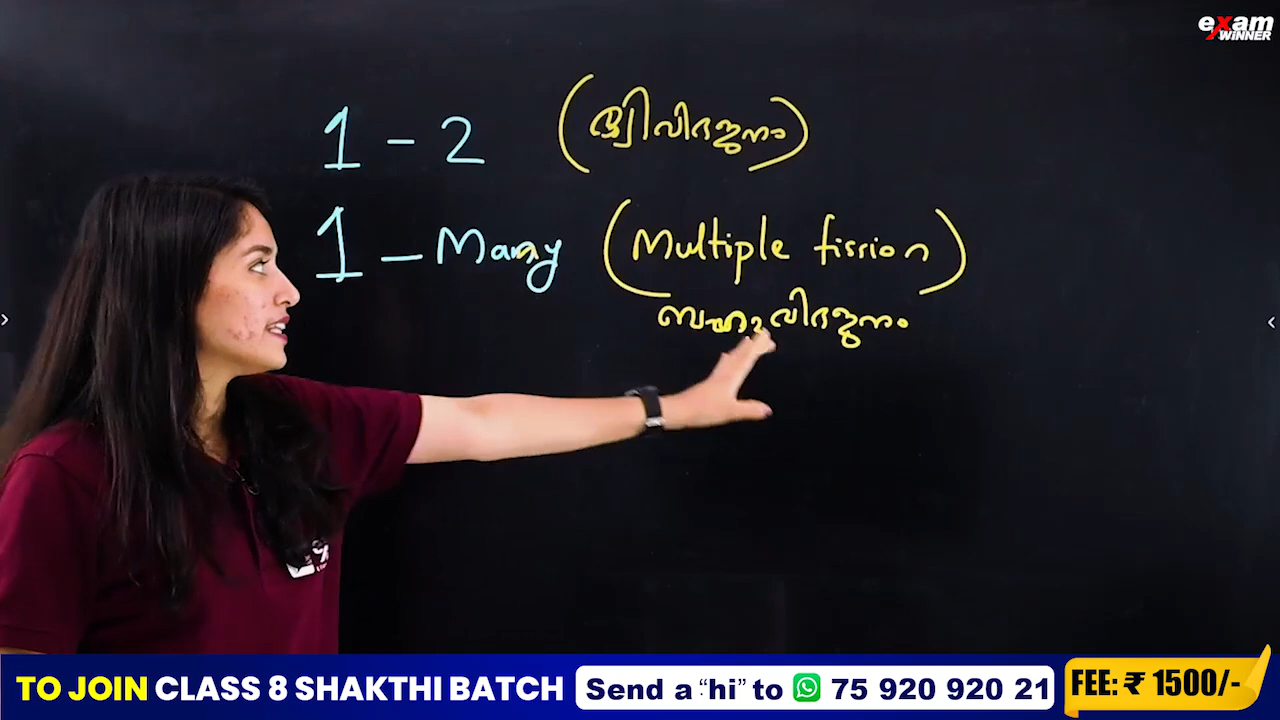 exam
WINNER
1 - 2 (ദ്വിവിഭജനം)
1 - Many (Multiple fission)
ബഹുവിഭജനം
TO JOIN CLASS 8 SHAKTHI BATCH Send a “hi” to 75 920 920 21 FEE: ₹ 1500/-